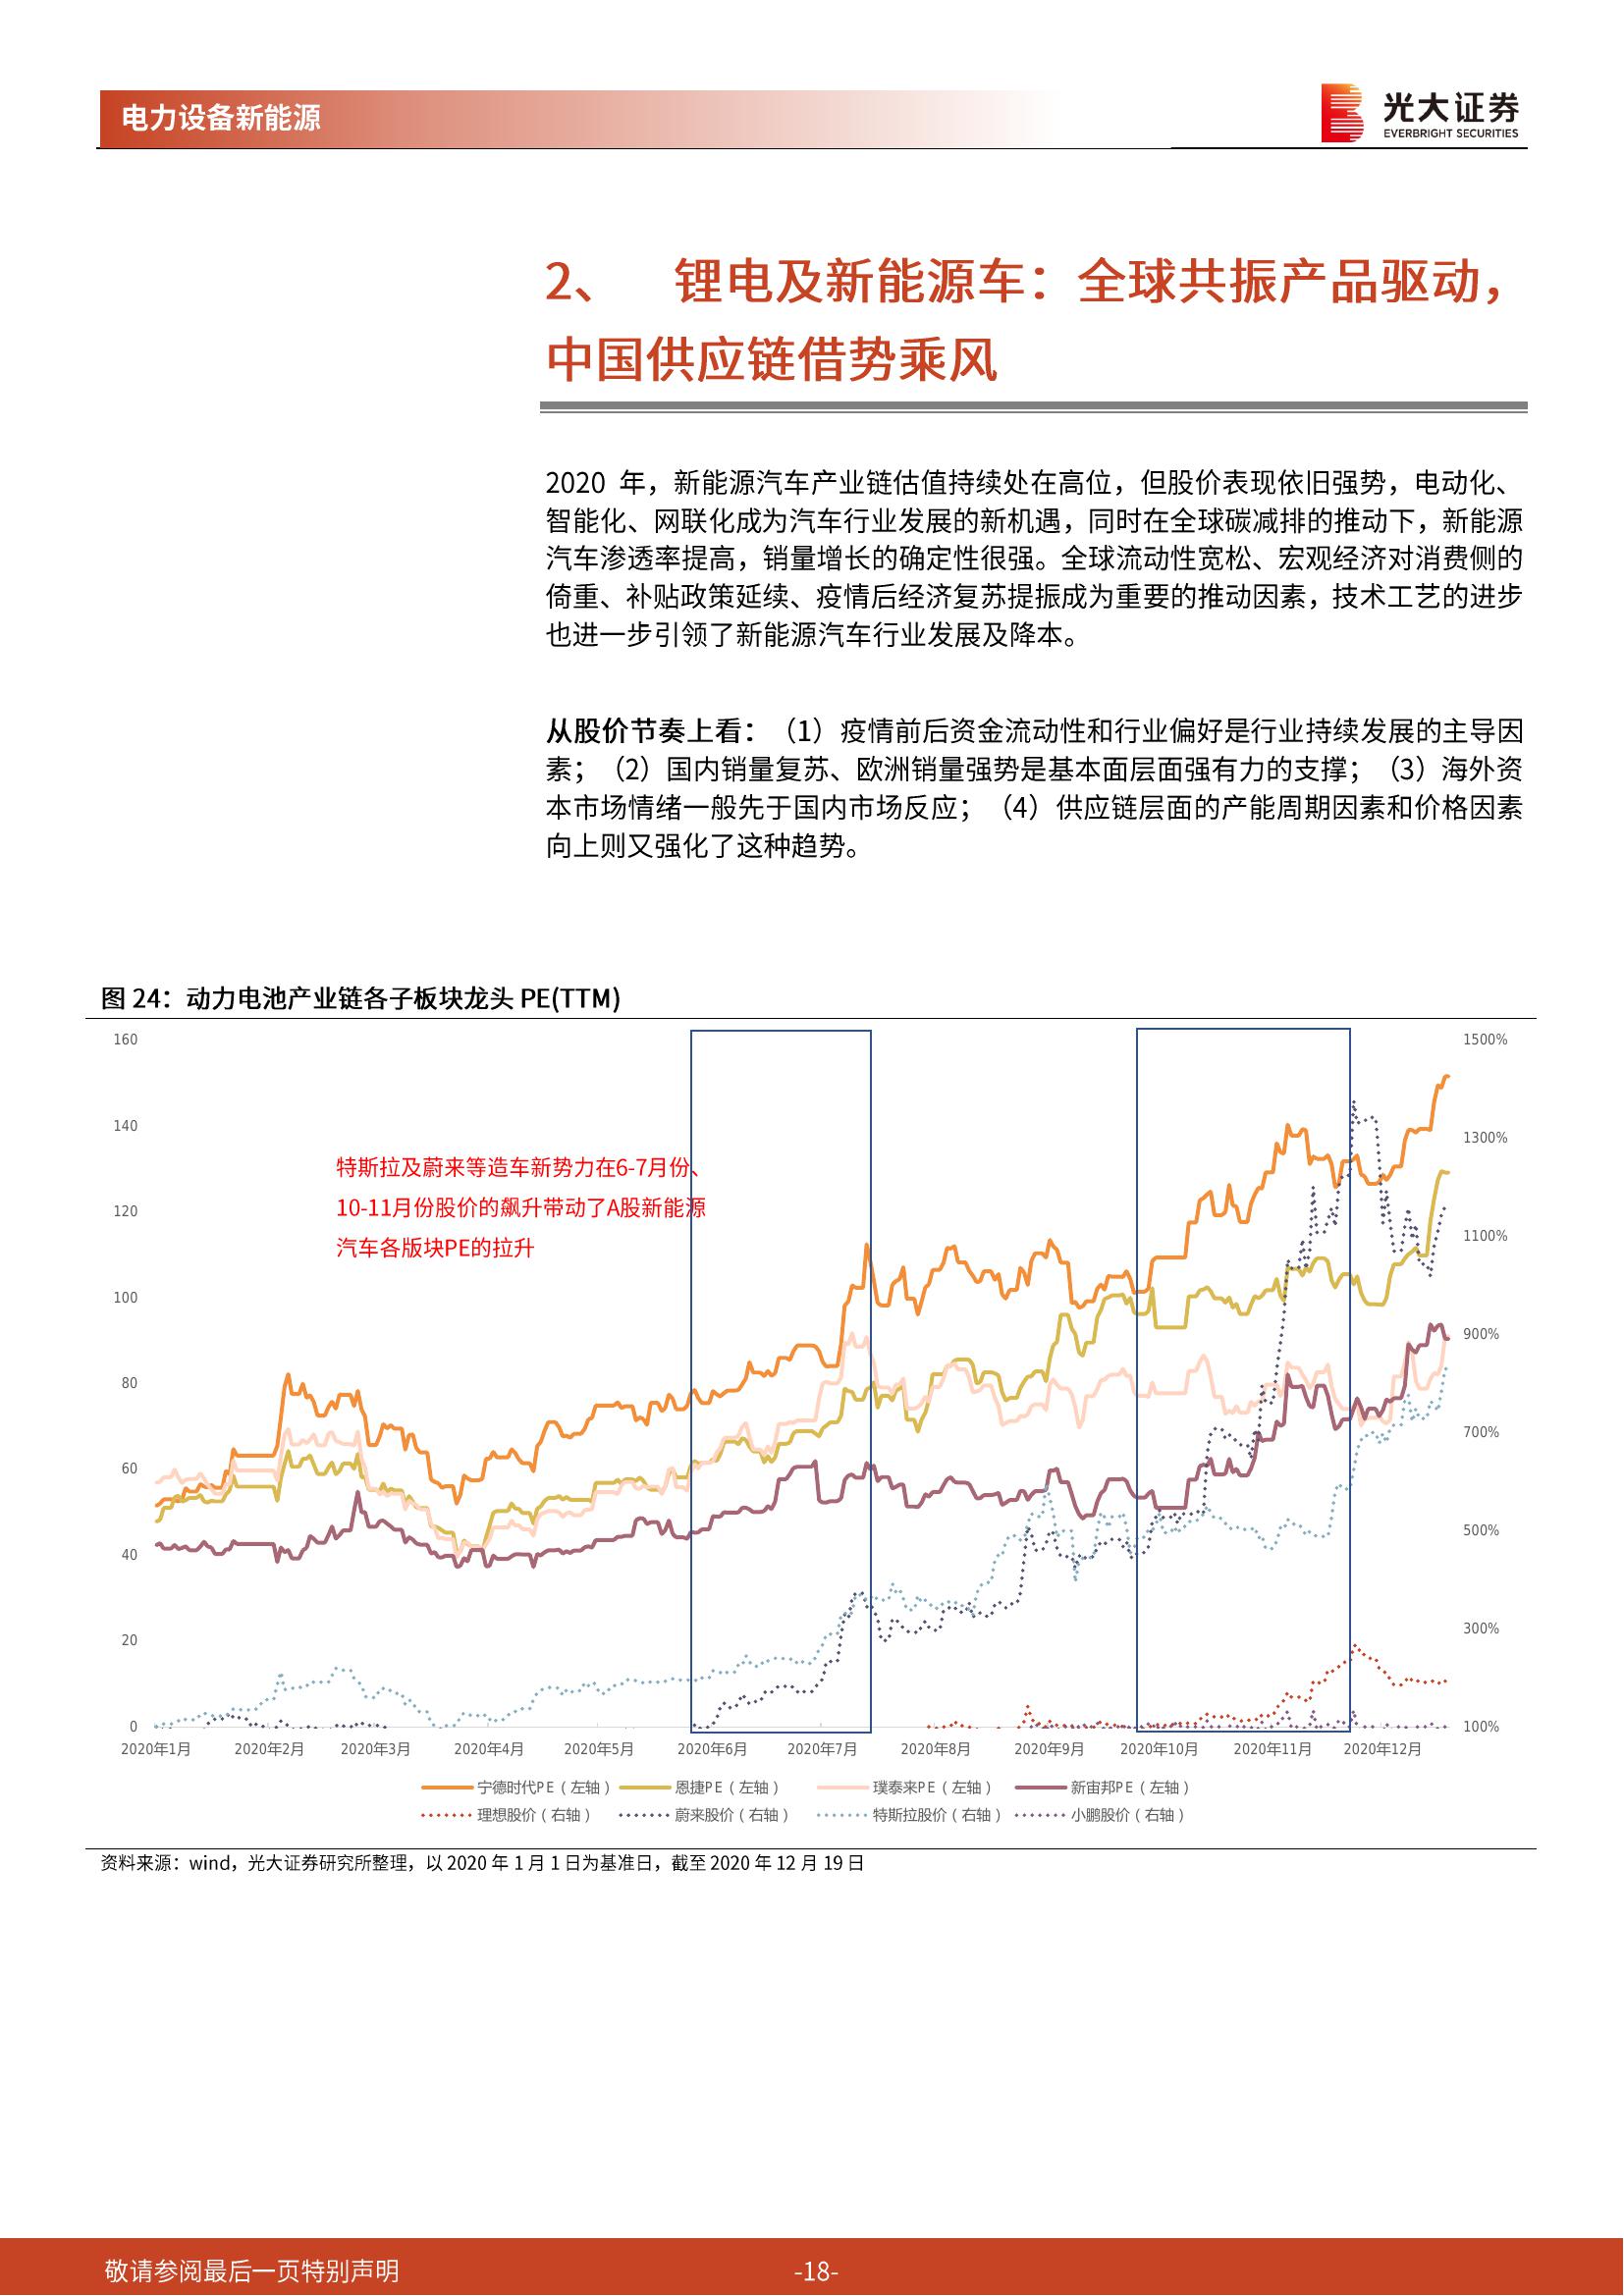 电力设备新能源
光大证券
EVERBRIGHT SECURITIES
2、 锂电及新能源车：全球共振产品驱动，
中国供应链借势乘风
2020 年，新能源汽车产业链估值持续处在高位，但股价表现依旧强势，电动化、
智能化、网联化成为汽车行业发展的新机遇，同时在全球碳减排的推动下，新能源
汽车渗透率提高，销量增长的确定性很强。全球流动性宽松、宏观经济对消费侧的
倚重、补贴政策延续、疫情后经济复苏提振成为重要的推动因素，技术工艺的进步
也进一步引领了新能源汽车行业发展及降本。
从股价节奏上看：（1）疫情前后资金流动性和行业偏好是行业持续发展的主导因
素；（2）国内销量复苏、欧洲销量强势是基本面层面强有力的支撑；（3）海外资
本市场情绪一般先于国内市场反应；（4）供应链层面的产能周期因素和价格因素
向上则又强化了这种趋势。
图 24：动力电池产业链各子板块龙头 PE(TTM)
160
140
120
100
80
60
40
20
0
1500%
1300%
1100%
900%
700%
500%
300%
100%
特斯拉及蔚来等造车新势力在6-7月份、
10-11月份股价的飙升带动了A股新能源
汽车各版块PE的拉升
2020年1月 2020年2月 2020年3月 2020年4月 2020年5月 2020年6月 2020年7月 2020年8月 2020年9月 2020年10月 2020年11月 2020年12月
宁德时代PE（左轴） 恩捷PE（左轴） 璞泰来PE（左轴） 新宙邦PE（左轴）
理想股价（右轴） 蔚来股价（右轴） 特斯拉股价（右轴） 小鹏股价（右轴）
资料来源：wind，光大证券研究所整理，以 2020 年 1 月 1 日为基准日，截至 2020 年 12 月 19 日
敬请参阅最后一页特别声明
-18-